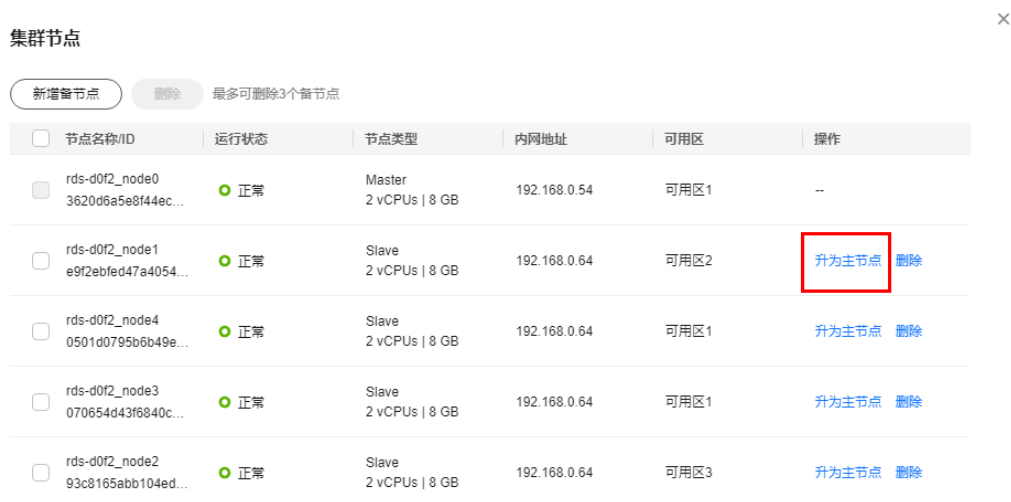 集群节点
新增备节点 删除 最多可删除3个备节点
节点名称/ID 运行状态 节点类型 内网地址 可用区 操作
rds-d0f2_node0
3620d6a5e8f44ec...
正常
Master
2 vCPUs | 8 GB
192.168.0.54
可用区1
--
rds-d0f2_node1
e9f2ebfed47a4054...
正常
Slave
2 vCPUs | 8 GB
192.168.0.64
可用区2
升为主节点 删除
rds-d0f2_node4
0501d0795b6b49e...
正常
Slave
2 vCPUs | 8 GB
192.168.0.64
可用区1
升为主节点 删除
rds-d0f2_node3
070654d43f6840c...
正常
Slave
2 vCPUs | 8 GB
192.168.0.64
可用区1
升为主节点 删除
rds-d0f2_node2
93c8165abb104ed...
正常
Slave
2 vCPUs | 8 GB
192.168.0.64
可用区3
升为主节点 删除